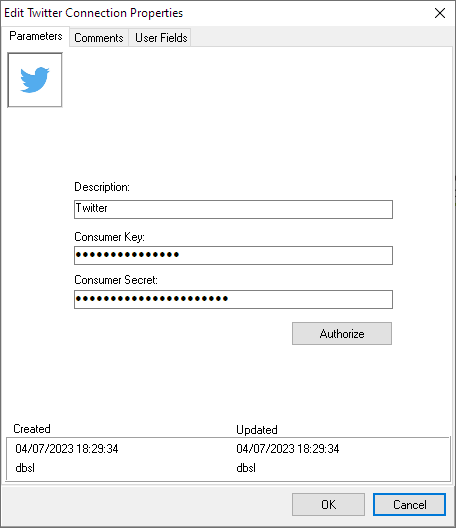 Edit Twitter Connection Properties
Parameters Comments User Fields
Description:
Twitter
Consumer Key:
•••••••••••••••
Consumer Secret:
••••••••••••••••••••••
Authorize
Created Updated
04/07/2023 18:29:34 04/07/2023 18:29:34
dbsl dbsl
OK Cancel